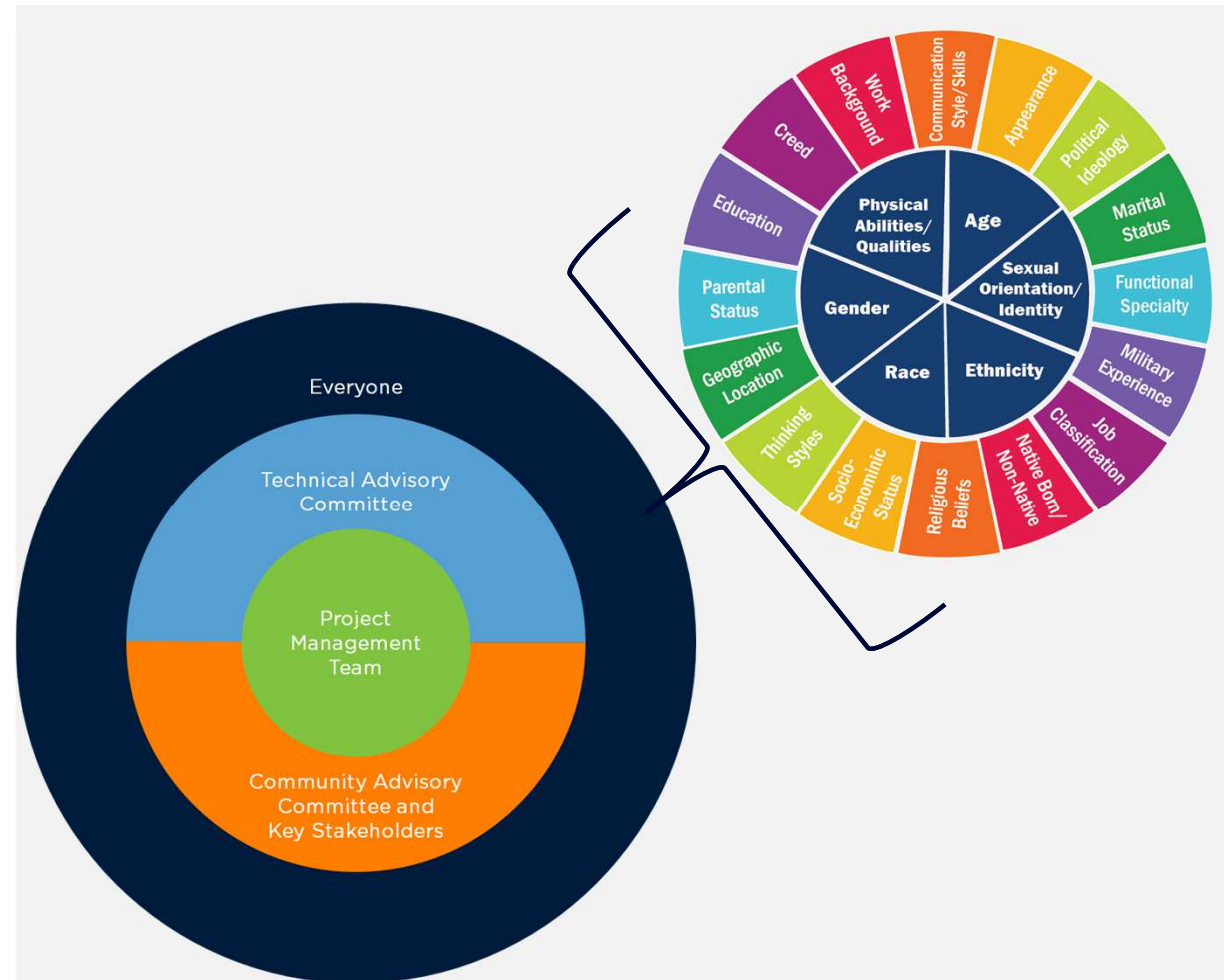 Communication
Style/Skills
Appearance
Political
Ideology
Marital
Status
Functional
Specialty
Military
Experience
Job
Classification
Native Born/
Non-Native
Religious
Beliefs
Socio-
Econominic
Status
Thinking
Styles
Geographic
Location
Parental
Status
Education
Creed
Work
Background
Physical
Abilities/
Qualities
Age
Sexual
Orientation/
Identity
Ethnicity
Race
Gender
Everyone
Technical Advisory
Committee
Project
Management
Team
Community Advisory
Committee and
Key Stakeholders